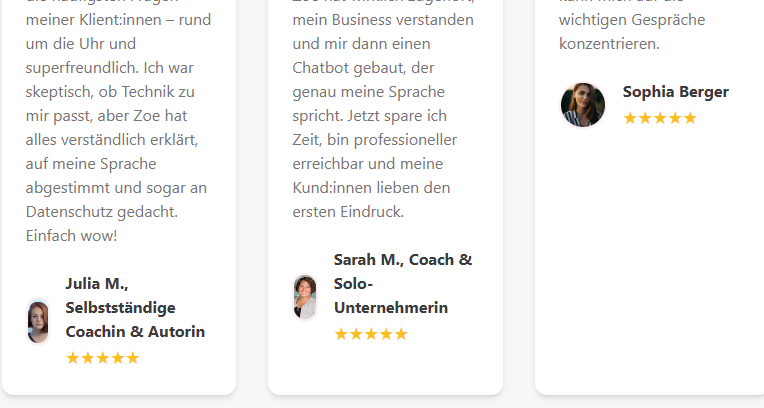 meiner Klient:innen – rund
um die Uhr und
superfreundlich. Ich war
skeptisch, ob Technik zu
mir passt, aber Zoe hat
alles verständlich erklärt,
auf meine Sprache
abgestimmt und sogar an
Datenschutz gedacht.
Einfach wow!
Julia M.,
Selbstständige
Coachin & Autorin
★★★★★
mein Business verstanden
und mir dann einen
Chatbot gebaut, der
genau meine Sprache
spricht. Jetzt spare ich
Zeit, bin professioneller
erreichbar und meine
Kund:innen lieben den
ersten Eindruck.
Sarah M., Coach &
Solo-
Unternehmerin
★★★★★
wichtigen Gespräche
konzentrieren.
Sophia Berger
★★★★★